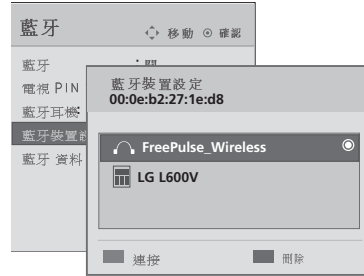 藍牙
移動 ⊙ 確認
藍牙 : 關
電視 PIN
藍牙耳機
藍牙裝置
藍牙 資料
藍牙裝置設定
00:0e:b2:27:1e:d8
FreePulse_Wireless
LG L600V
連接 刪除